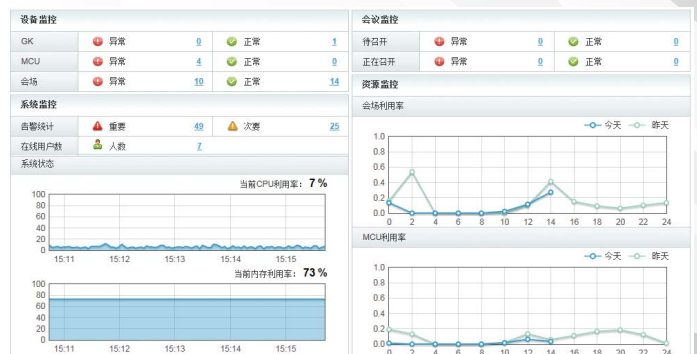 设备监控
GK 异常 0 正常 1
MCU 异常 4 正常 0
会场 异常 10 正常 14
系统监控
告警统计 重要 49 次要 25
在线用户数 人数 7
系统状态
当前CPU利用率: 7%
100
80
60
40
20
0
15:11 15:12 15:13 15:14 15:15
当前内存利用率: 73%
100
80
60
40
20
0
15:11 15:12 15:13 15:14 15:15
会议监控
待召开 异常 0 正常 0
正在召开 异常 0 正常 0
资源监控
会场利用率
今天 昨天
1.0
0.8
0.6
0.4
0.2
0.0
0 2 4 6 8 10 12 14 16 18 20 22 24
MCU利用率
今天 昨天
1.0
0.8
0.6
0.4
0.2
0.0
0 2 4 6 8 10 12 14 16 18 20 22 24